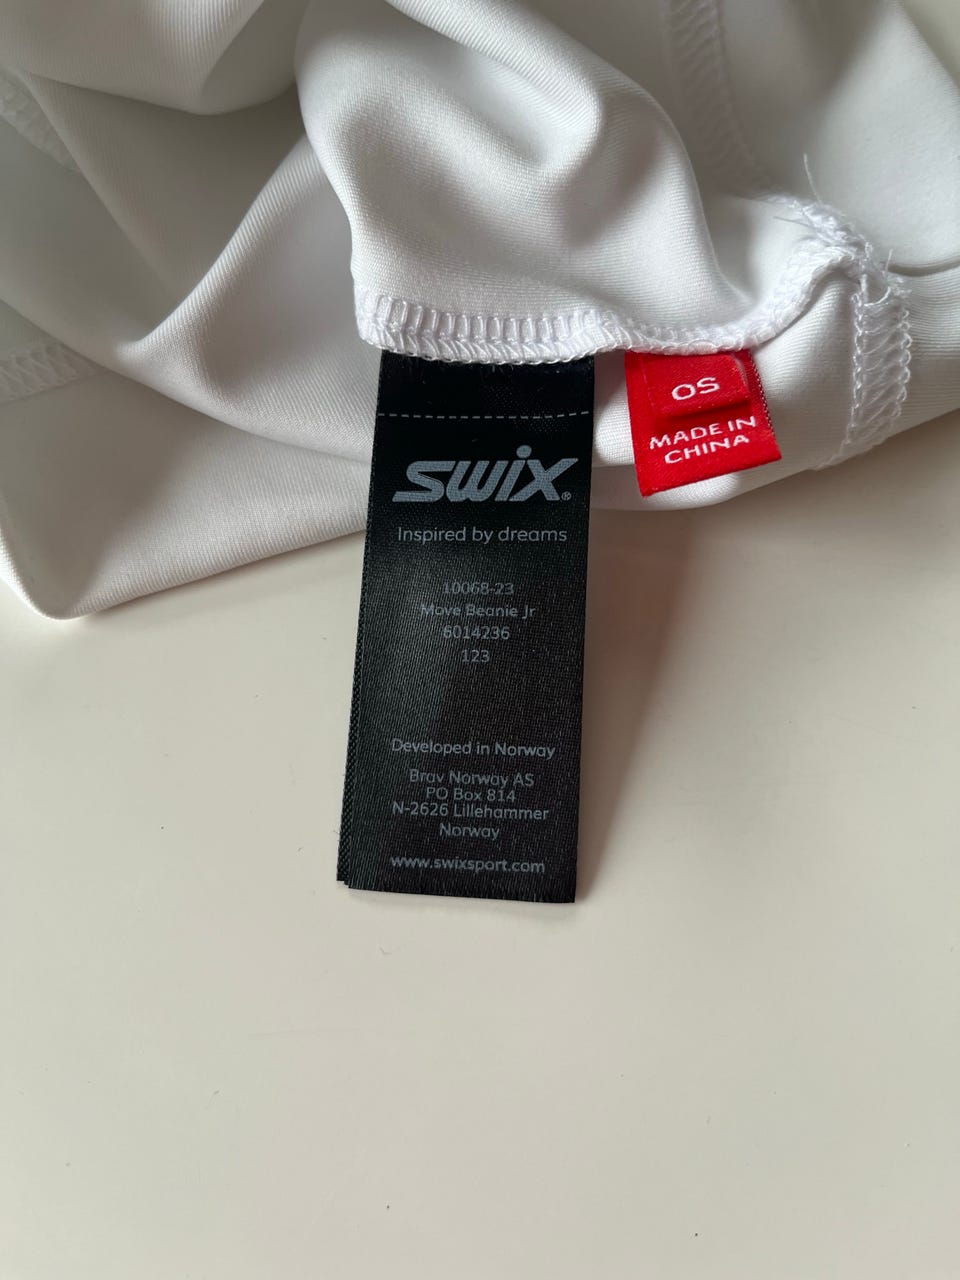 OS
MADE IN
CHINA
swix®
Inspired by dreams
10068-23
Move Beanie Jr
6014236
123
Developed in Norway
Brav Norway AS
PO Box 814
N-2626 Lillehammer
Norway
www.swixsport.com